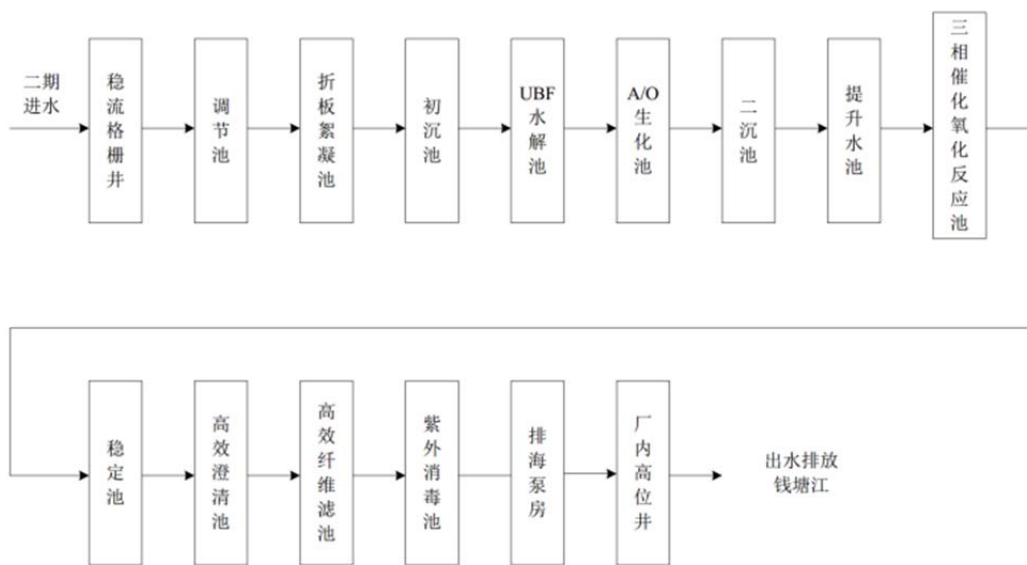 二期
进水
稳流格栅井
调节池
折板絮凝池
初沉池
UBF
水解池
A/O
生化池
二沉池
提升水池
三相催化氧化反应池
稳定池
高效澄清池
高效纤维滤池
紫外消毒池
排海泵房
厂内高位井
出水排放
钱塘江